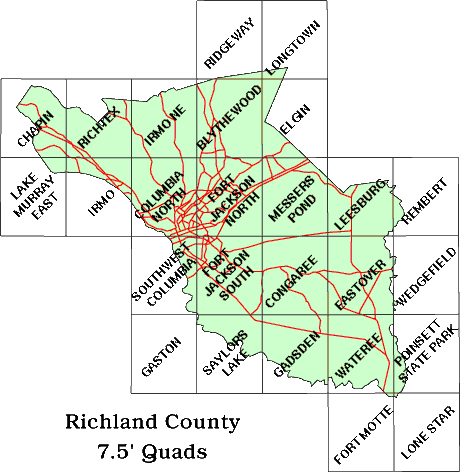 RIDGEWAY
LONGTOWN
CHAPIN
RICHTEX
IRMO NE
BLYTHEWOOD
ELGIN
LAKE
MURRAY
EAST
IRMO
COLUMBIA
NORTH
FORT
JACKSON
NORTH
MESSERS
POND
LEESBURG
REMBERT
SOUTHWEST
COLUMBIA
FORT
JACKSON
SOUTH
CONGAREE
EASTOVER
WEDGEFIELD
GASTON
SAYLORS
LAKE
GADSDEN
WATEREE
POINSETT
STATE PARK
FORT MOTTE
LONE STAR
Richland County
7.5' Quads